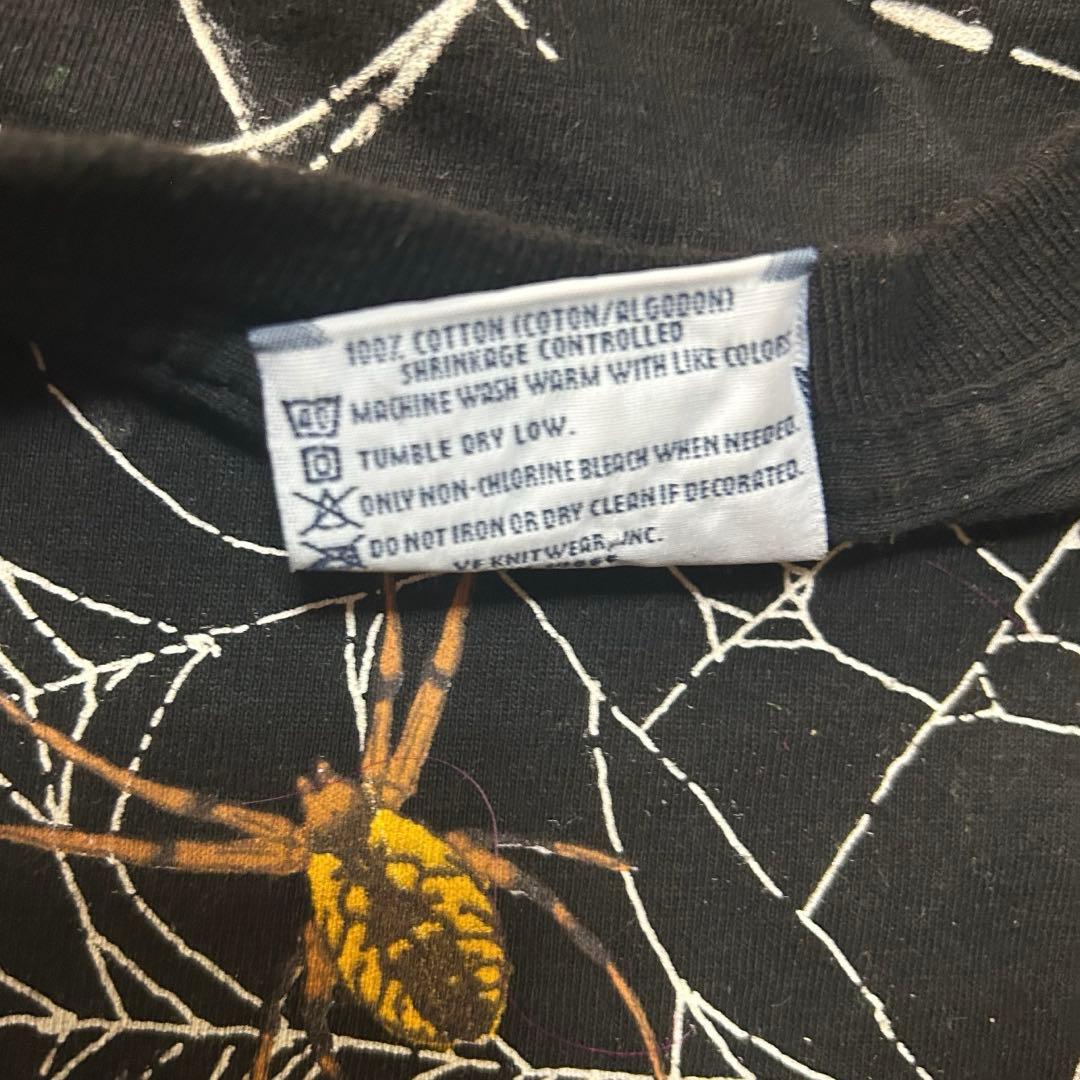 100% COTTON (COTON/ALGODON)
SHRINKAGE CONTROLLED
40 MACHINE WASH WARM WITH LIKE COLORS
TUMBLE DRY LOW.
ONLY NON-CHLORINE BLEACH WHEN NEEDED.
DO NOT IRON OR DRY CLEAN IF DECORATED.
VF KNITWEAR, INC.